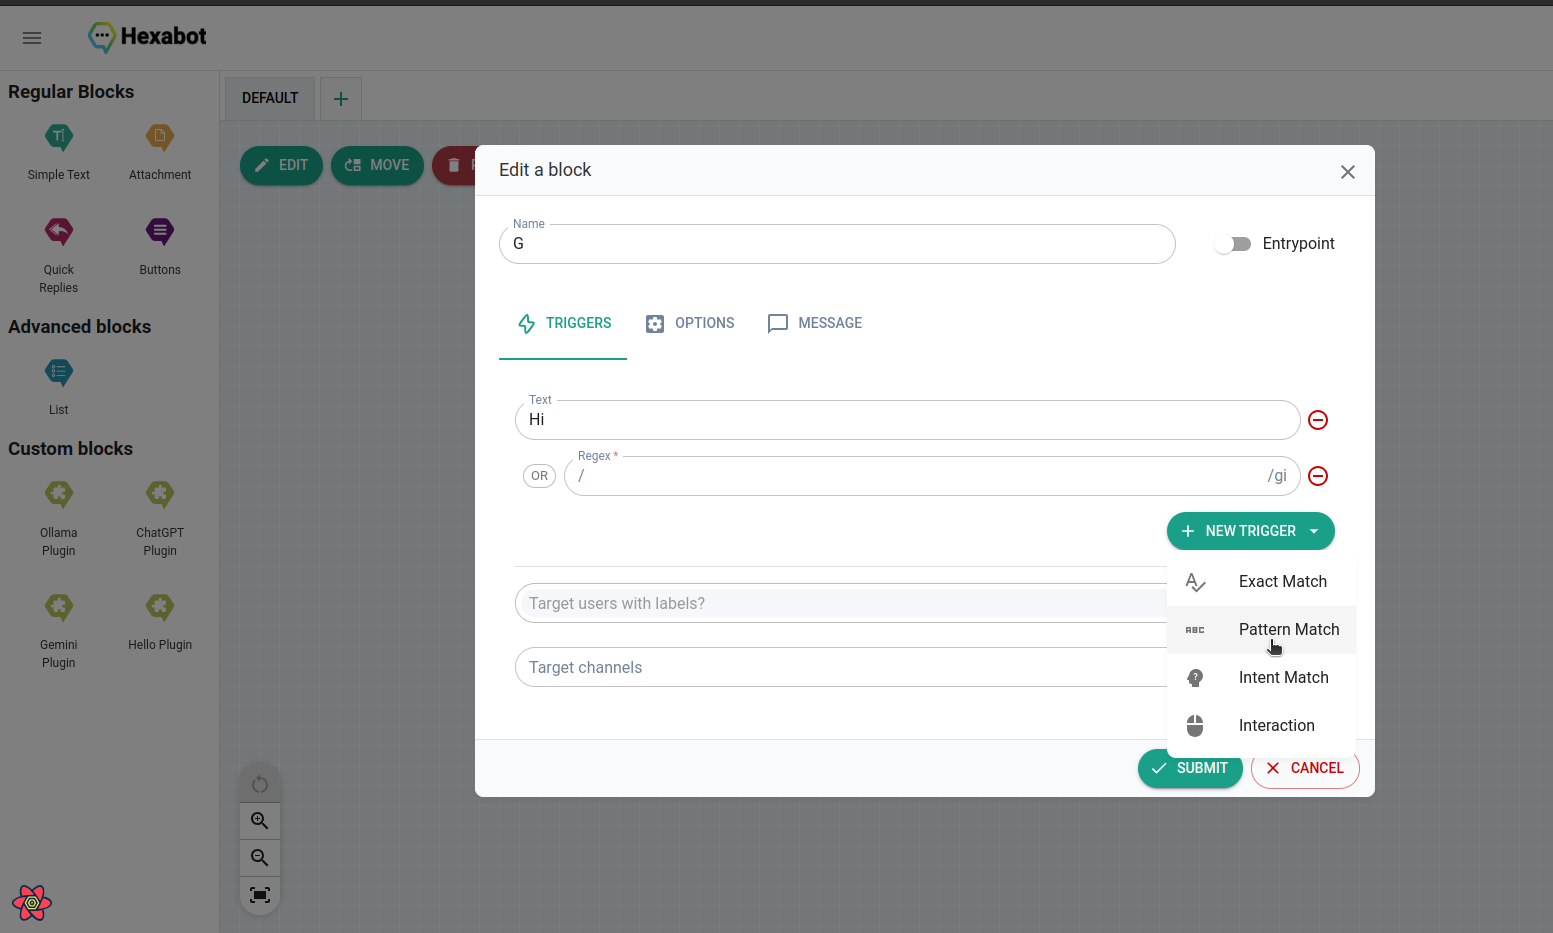 Hexabot
Regular Blocks
Simple Text
Attachment
Quick
Replies
Buttons
Advanced blocks
List
Custom blocks
Ollama
Plugin
ChatGPT
Plugin
Gemini
Plugin
Hello Plugin
DEFAULT
EDIT
MOVE
Edit a block
Name
G
Entrypoint
TRIGGERS
OPTIONS
MESSAGE
Text
Hi
OR
Regex *
/
/gi
NEW TRIGGER
Exact Match
ABC
Pattern Match
?
Intent Match
Interaction
Target users with labels?
Target channels
SUBMIT
CANCEL